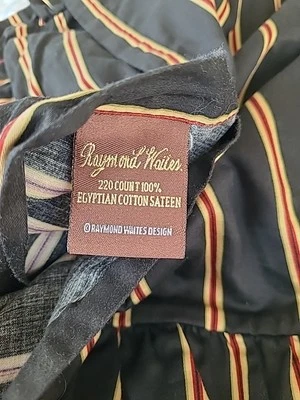 Raymond Waites.
220 COUNT 100%
EGYPTIAN COTTON SATEEN
© RAYMOND WAITES DESIGN